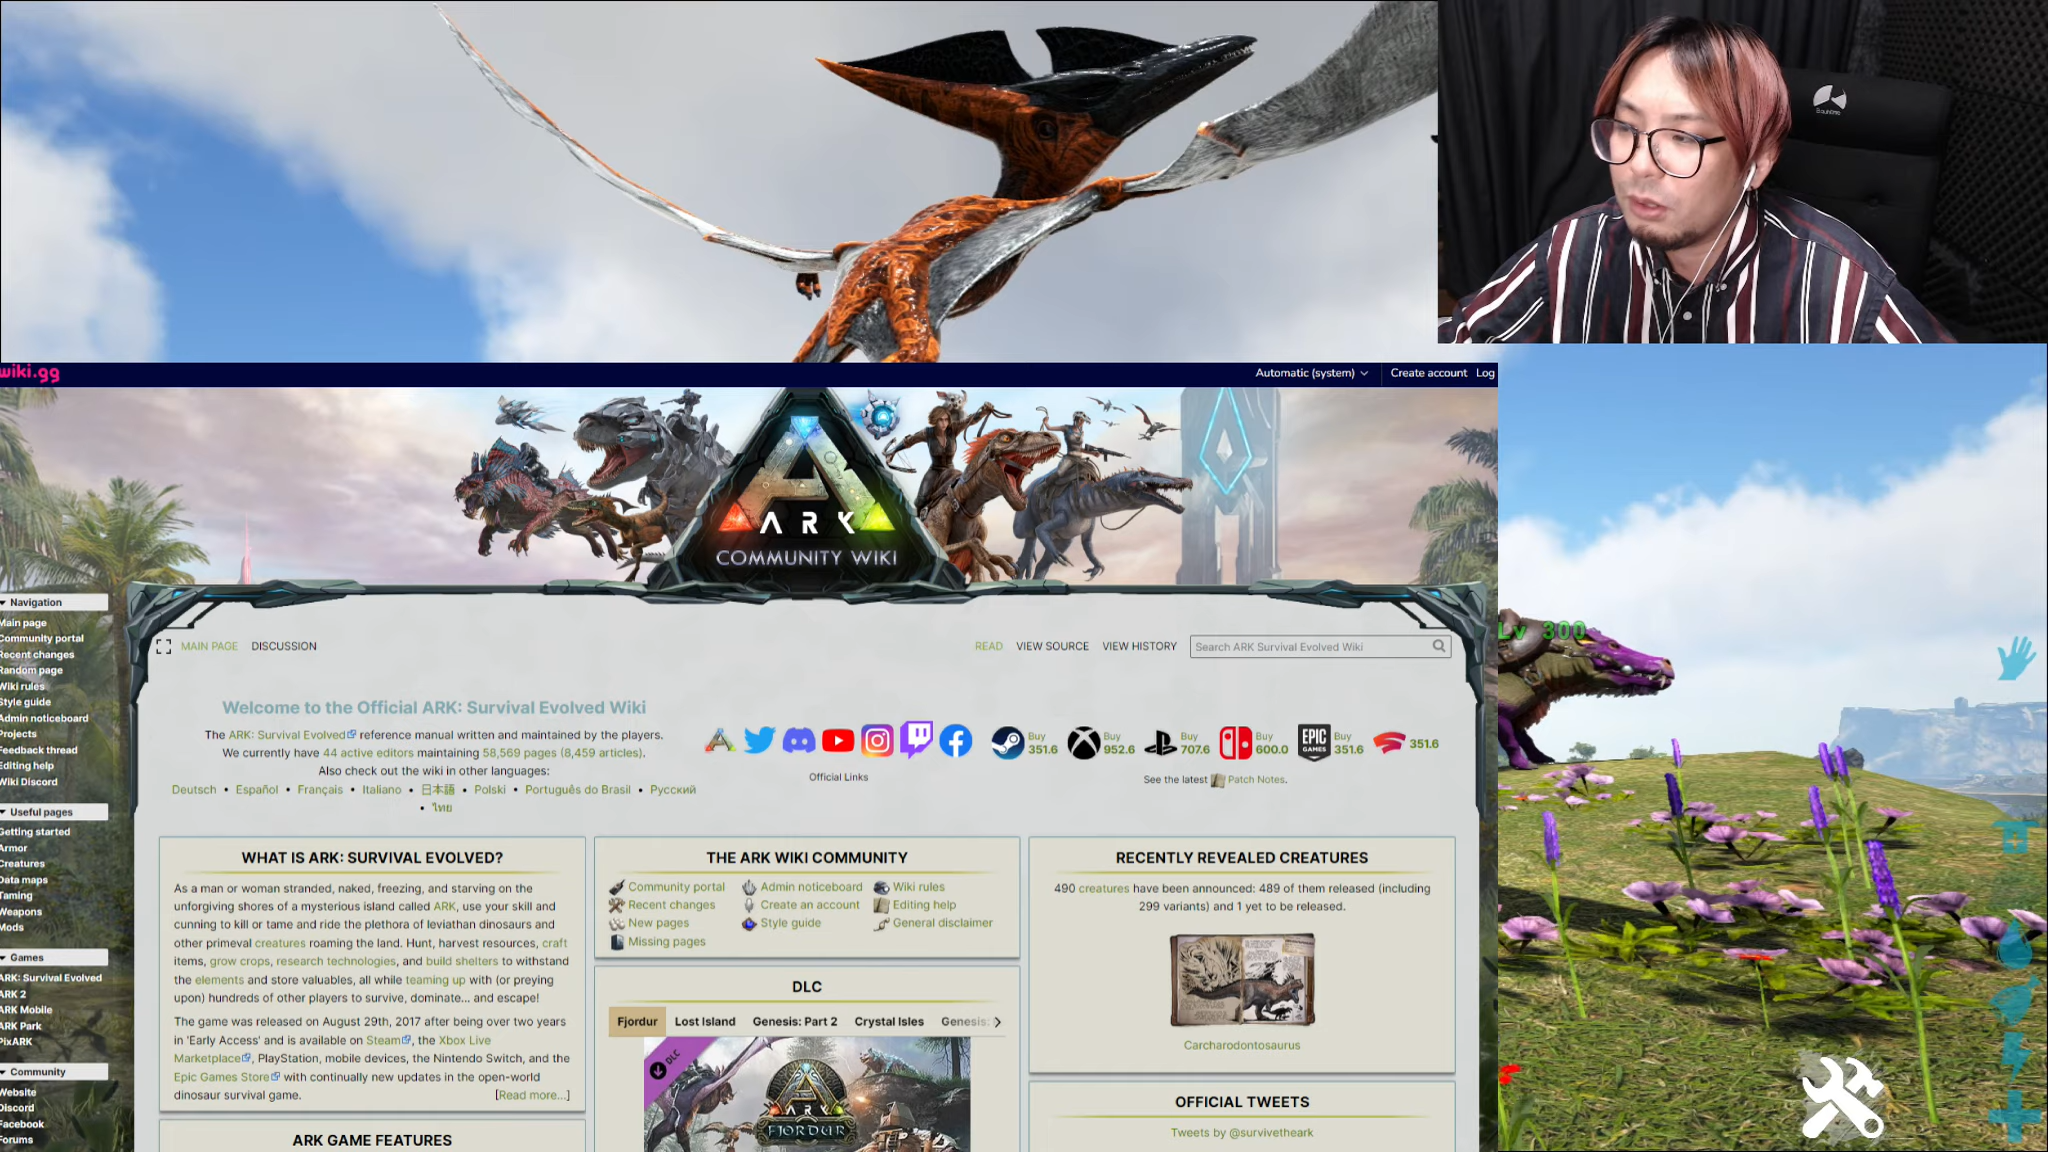 Boulies
wiki.gg
Automatic (system)
Create account
Log
ARK
COMMUNITY WIKI
Navigation
Main page
Community portal
Recent changes
Random page
Wiki rules
Style guide
Admin noticeboard
Projects
Feedback thread
Editing help
Wiki Discord
Useful pages
Getting started
Armor
Creatures
Data maps
Taming
Weapons
Mods
Games
ARK: Survival Evolved
ARK 2
ARK Mobile
ARK Park
PixARK
Community
Website
Discord
Facebook
Forums
MAIN PAGE DISCUSSION
READ VIEW SOURCE VIEW HISTORY
Search ARK Survival Evolved Wiki
Welcome to the Official ARK: Survival Evolved Wiki
The ARK: Survival Evolved reference manual written and maintained by the players.
We currently have 44 active editors maintaining 58,569 pages (8,459 articles).
Also check out the wiki in other languages:
Deutsch • Español • Français • Italiano • 日本語 • Polski • Português do Brasil • Русский
• ไทย
Official Links
Buy 351.6
Buy 952.6
Buy 707.6
Buy 600.0
EPIC GAMES
Buy 351.6
351.6
See the latest Patch Notes.
WHAT IS ARK: SURVIVAL EVOLVED?
As a man or woman stranded, naked, freezing, and starving on the
unforgiving shores of a mysterious island called ARK, use your skill and
cunning to kill or tame and ride the plethora of leviathan dinosaurs and
other primeval creatures roaming the land. Hunt, harvest resources, craft
items, grow crops, research technologies, and build shelters to withstand
the elements and store valuables, all while teaming up with (or preying
upon) hundreds of other players to survive, dominate... and escape!
The game was released on August 29th, 2017 after being over two years
in 'Early Access' and is available on Steam, the Xbox Live
Marketplace, PlayStation, mobile devices, the Nintendo Switch, and the
Epic Games Store with continually new updates in the open-world
dinosaur survival game.
[Read more...]
ARK GAME FEATURES
THE ARK WIKI COMMUNITY
Community portal Admin noticeboard Wiki rules
Recent changes Create an account Editing help
New pages Style guide General disclaimer
Missing pages
DLC
Fjordur Lost Island Genesis: Part 2 Crystal Isles Genesis:
DLC
ARK
FJORDUR
RECENTLY REVEALED CREATURES
490 creatures have been announced: 489 of them released (including
299 variants) and 1 yet to be released.
Carcharodontosaurus
OFFICIAL TWEETS
Tweets by @survivetheark
Lv 300